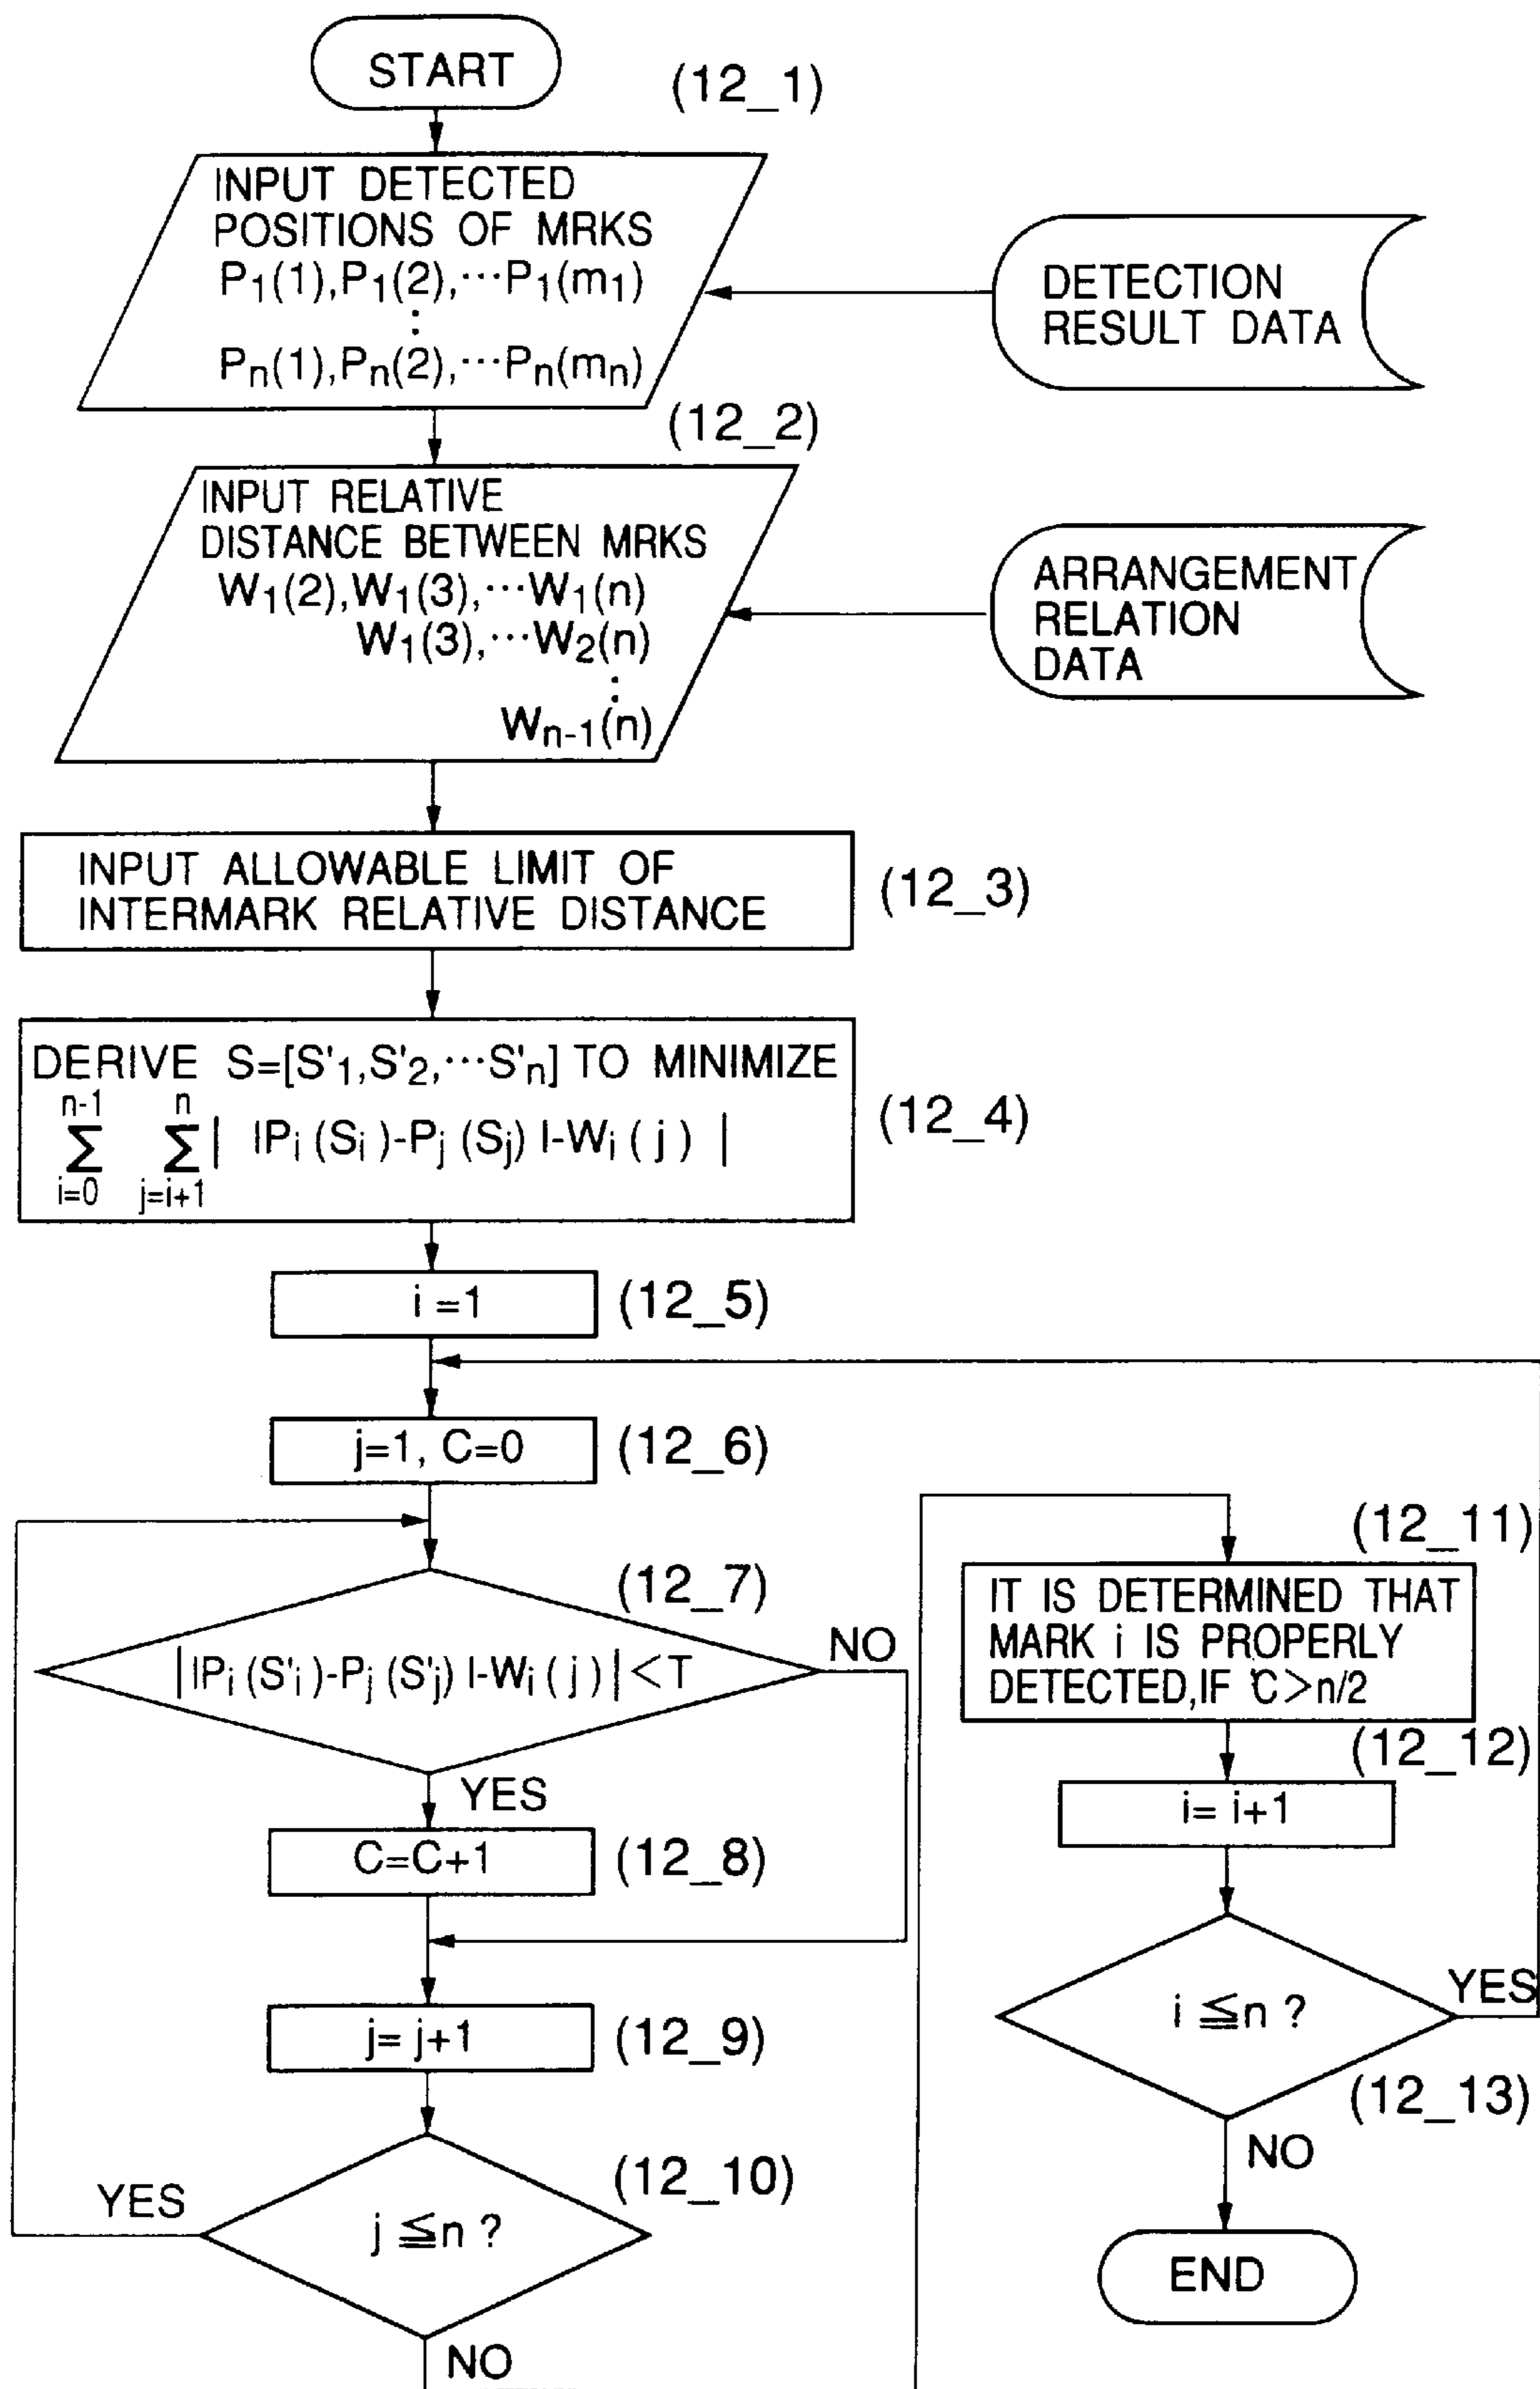 START
(12_1)
INPUT DETECTED
POSITIONS OF MRKS
P1(1),P1(2),···P1(m1)
:
Pn(1),Pn(2),···Pn(mn)
DETECTION
RESULT DATA
(12_2)
INPUT RELATIVE
DISTANCE BETWEEN MRKS
W1(2),W1(3),···W1(n)
W1(3),···W2(n)
:
Wn-1(n)
ARRANGEMENT
RELATION
DATA
INPUT ALLOWABLE LIMIT OF
INTERMARK RELATIVE DISTANCE
(12_3)
DERIVE S=[S'1,S'2,···S'n] TO MINIMIZE
n-1 n
Σ Σ | |Pi (Si )-Pj (Sj) |-Wi ( j ) |
i=0 j=i+1
(12_4)
i =1
(12_5)
j=1, C=0
(12_6)
(12_7)
| |Pi (S'i )-Pj (S'j) |-Wi ( j ) | <T
NO
YES
C=C+1
(12_8)
j= j+1
(12_9)
(12_10)
YES
j ≦n ?
NO
(12_11)
IT IS DETERMINED THAT
MARK i IS PROPERLY
DETECTED,IF C>n/2
(12_12)
i= i+1
i ≦n ?
YES
(12_13)
NO
END